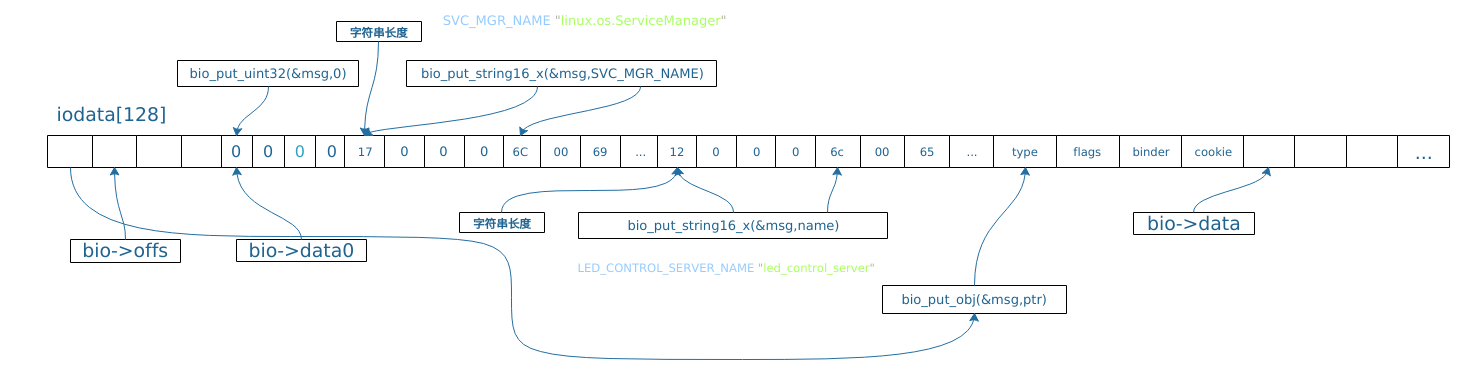 SVC_MGR_NAME "linux.os.ServiceManager"
字符串长度
bio_put_uint32(&msg,0)
bio_put_string16_x(&msg,SVC_MGR_NAME)
iodata[128]
0 0 0 0 17 0 0 0 6C 00 69 ... 12 0 0 0 6c 00 65 ... type flags binder cookie ...
字符串长度
bio_put_string16_x(&msg,name)
bio->data
bio->offs
bio->data0
LED_CONTROL_SERVER_NAME "led_control_server"
bio_put_obj(&msg,ptr)